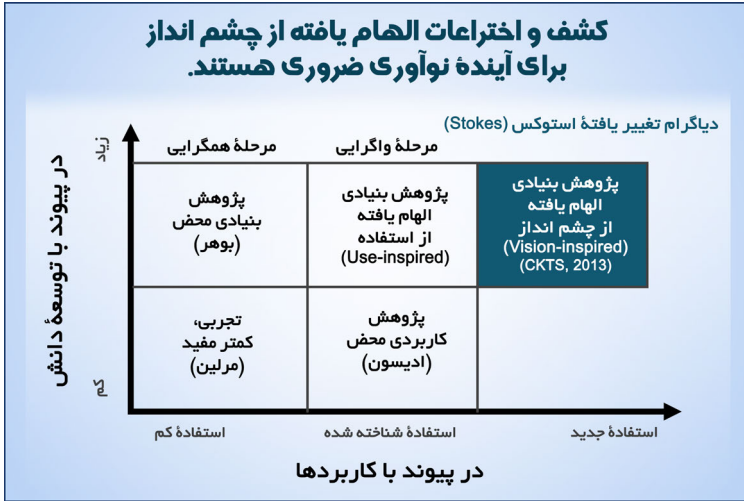 کشف و اختراعات الهام یافته از چشم انداز
برای آیندهٔ نوآوری ضروری هستند.
دیاگرام تغییر یافتهٔ استوکس (Stokes)
مرحلهٔ همگرایی
مرحلهٔ واگرایی
در پیوند با توسعهٔ دانش
زیاد
کم
پژوهش
بنیادی محض
(بوهر)
پژوهش بنیادی
الهام یافته
از استفاده
(Use-inspired)
پژوهش بنیادی
الهام یافته
از چشم انداز
(Vision-inspired)
(CKTS, 2013)
تجربی،
کمتر مفید
(مرلین)
پژوهش
کاربردی محض
(ادیسون)
استفادهٔ کم
استفادهٔ شناخته شده
استفادهٔ جدید
در پیوند با کاربردها